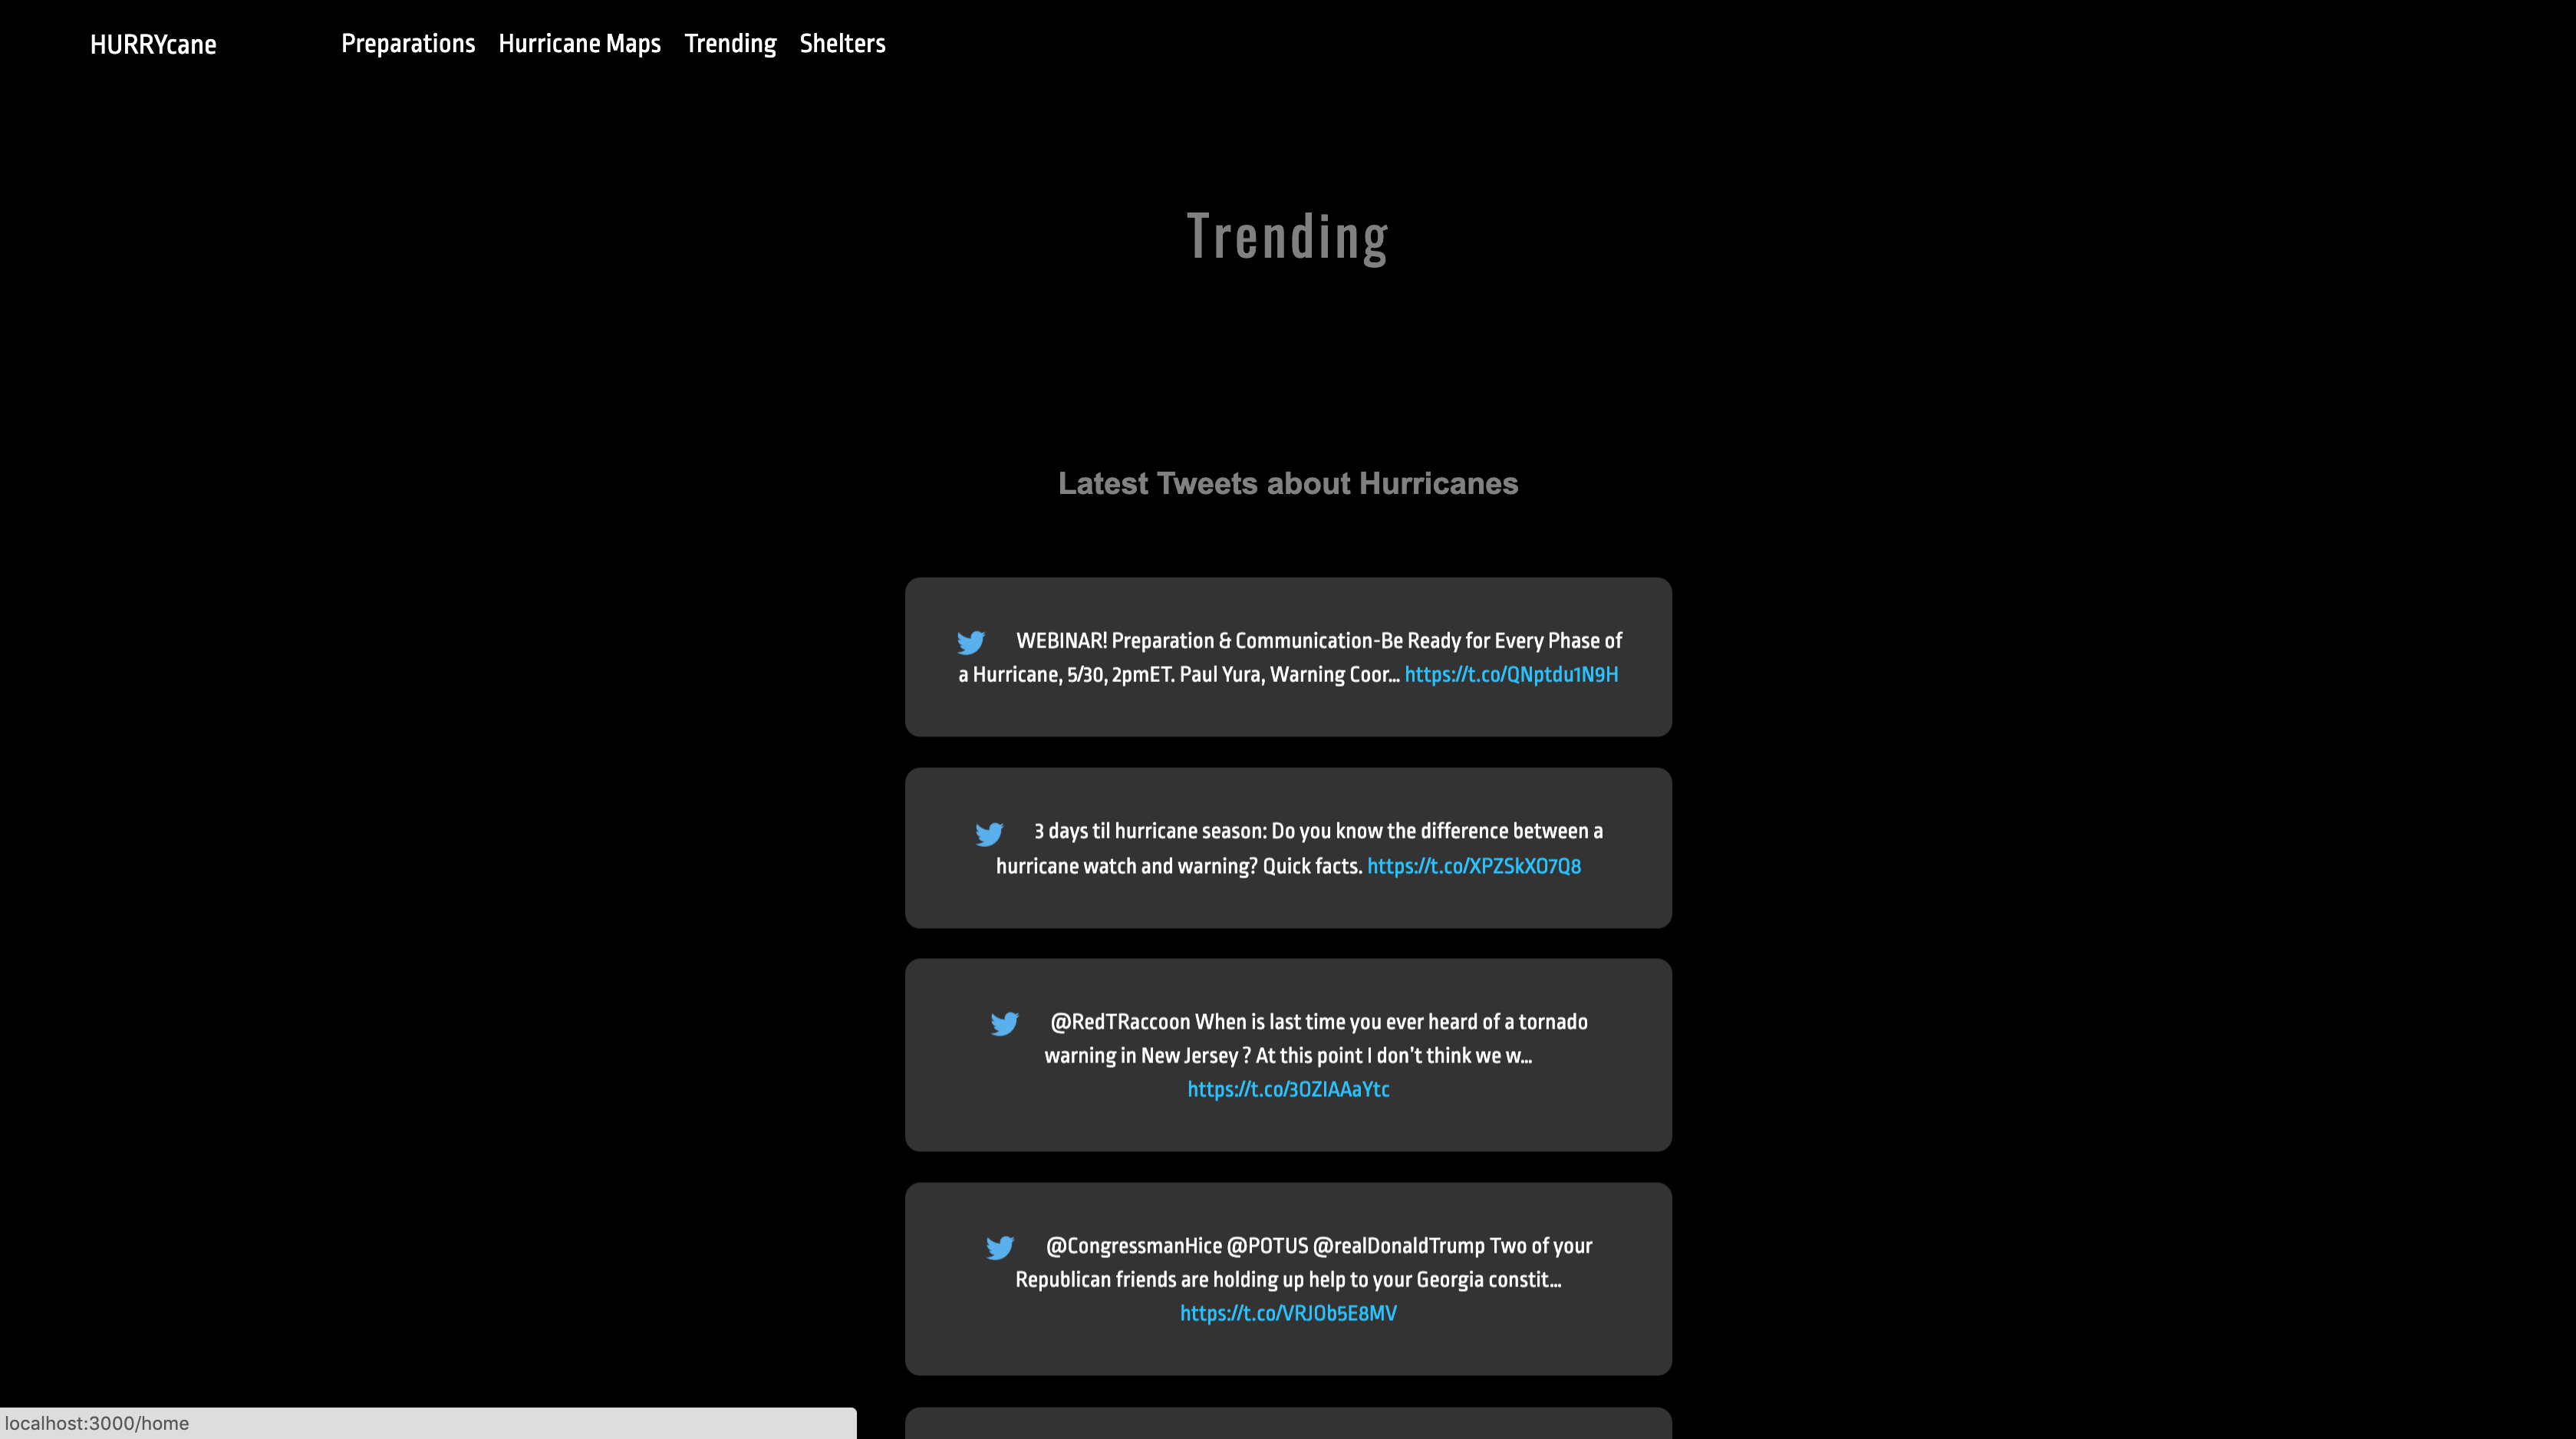 HURRYcane
Preparations Hurricane Maps Trending Shelters
Trending
Latest Tweets about Hurricanes
WEBINAR! Preparation & Communication-Be Ready for Every Phase of
a Hurricane, 5/30, 2pmET. Paul Yura, Warning Coor… https://t.co/QNptdu1N9H
3 days til hurricane season: Do you know the difference between a
hurricane watch and warning? Quick facts. https://t.co/XPZSkXO7Q8
@RedTRaccoon When is last time you ever heard of a tornado
warning in New Jersey ? At this point I don’t think we w…
https://t.co/3OZIAAaYtc
@CongressmanHice @POTUS @realDonaldTrump Two of your
Republican friends are holding up help to your Georgia constit…
https://t.co/VRJOb5E8MV
localhost:3000/home